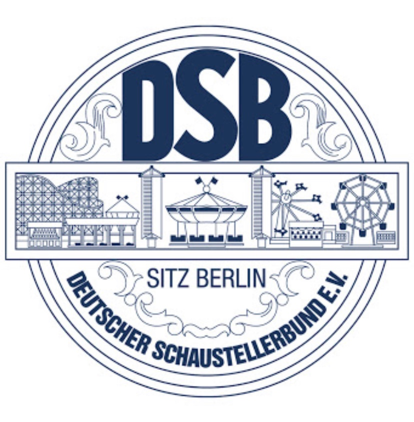 DSB
SITZ BERLIN
DEUTSCHER SCHAUSTELLERBUND E.V.